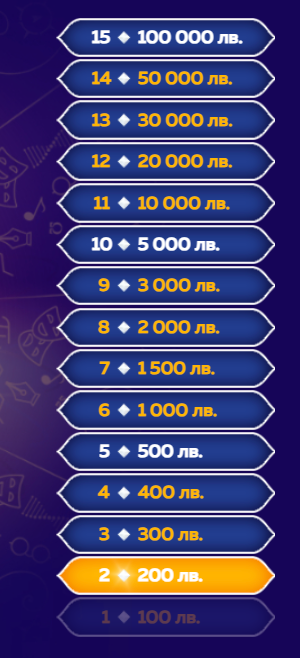 15 ◆ 100 000 лв.
14 ◆ 50 000 лв.
13 ◆ 30 000 лв.
12 ◆ 20 000 лв.
11 ◆ 10 000 лв.
10 ◆ 5 000 лв.
9 ◆ 3 000 лв.
8 ◆ 2 000 лв.
7 ◆ 1 500 лв.
6 ◆ 1 000 лв.
5 ◆ 500 лв.
4 ◆ 400 лв.
3 ◆ 300 лв.
2 ◆ 200 лв.
1 ◆ 100 лв.